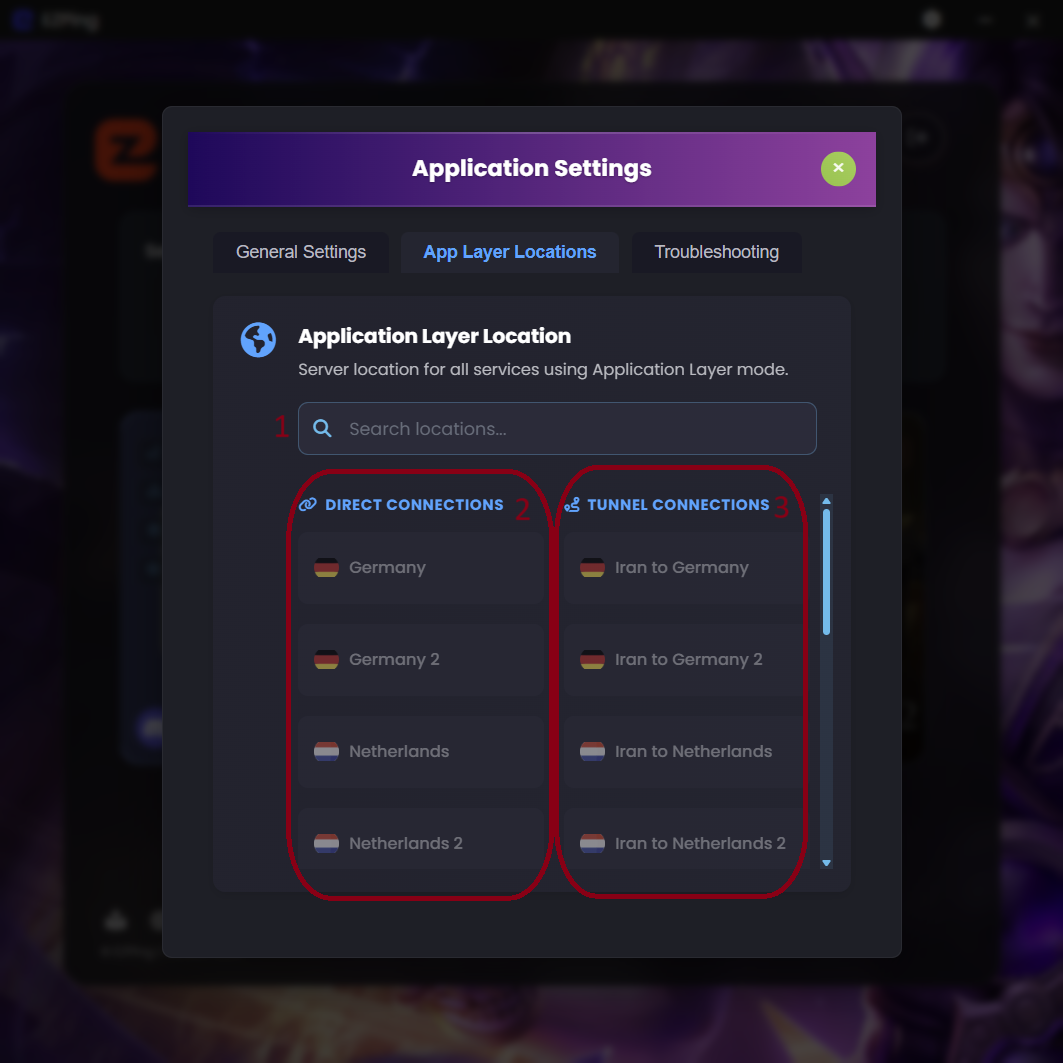 EZPing
Application Settings
General Settings
App Layer Locations
Troubleshooting
Application Layer Location
Server location for all services using Application Layer mode.
1
Search locations...
DIRECT CONNECTIONS 2
TUNNEL CONNECTIONS 3
Germany
Iran to Germany
Germany 2
Iran to Germany 2
Netherlands
Iran to Netherlands
Netherlands 2
Iran to Netherlands 2